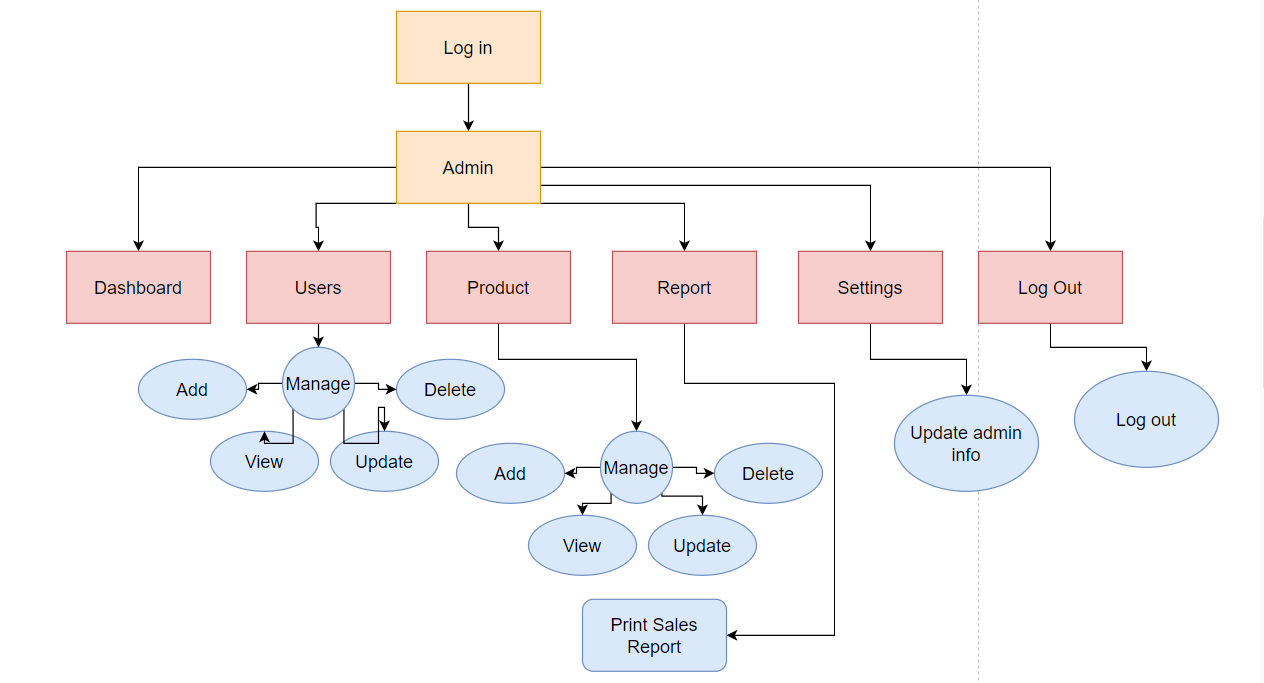 Log in
Admin
Dashboard
Users
Product
Report
Settings
Log Out
Add
Manage
Delete
View
Update
Add
Manage
Delete
View
Update
Update admin
info
Log out
Print Sales
Report